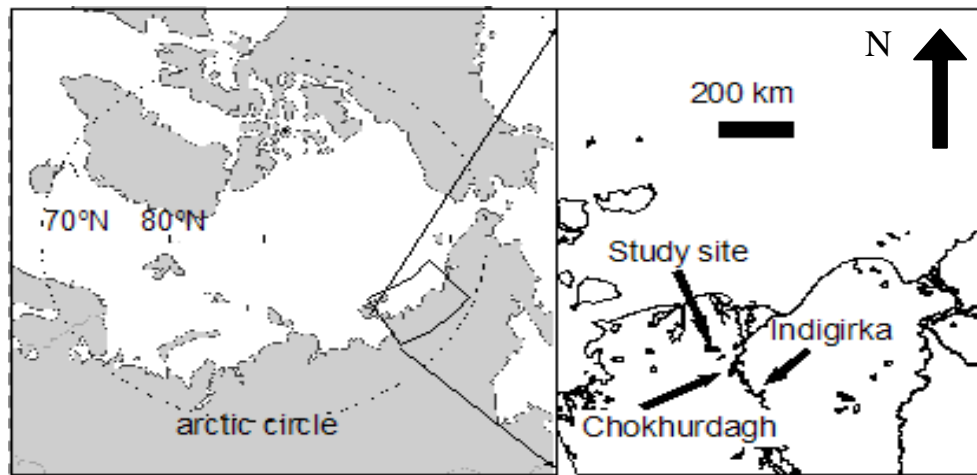 70°N 80°N
arctic circle
N
200 km
Study site
Indigirka
Chokhurdagh